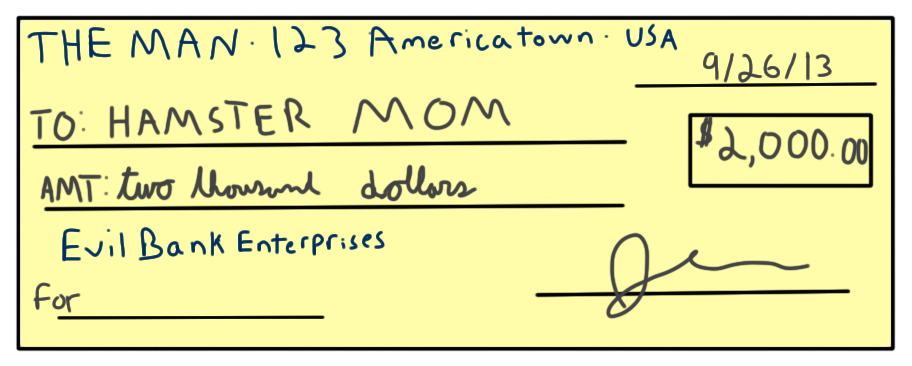 THE MAN · 123 Americatown · USA
9/26/13
TO: HAMSTER MOM
$2,000.00
AMT: two thousand dollars
Evil Bank Enterprises
For